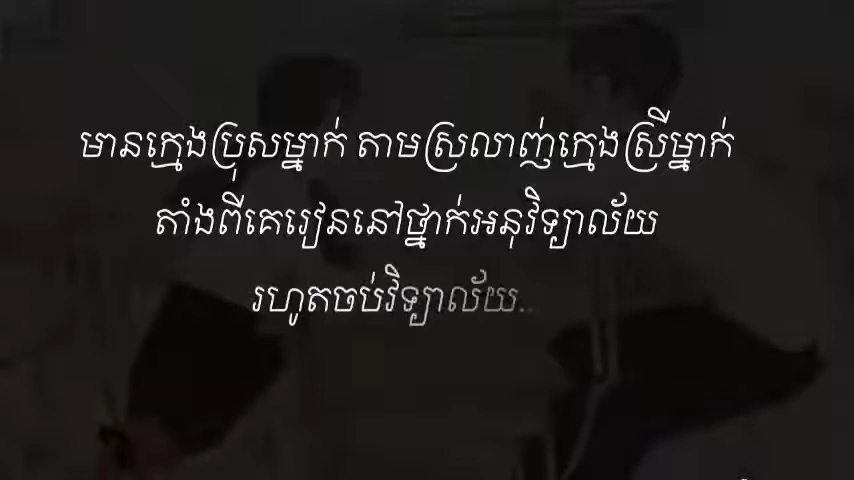 មានក្មេងប្រុសម្នាក់ តាមស្រលាញ់ក្មេងស្រីម្នាក់
តាំងពីគេរៀននៅថ្នាក់អនុវិទ្យាល័យ
រហូតចប់វិទ្យាល័យ..